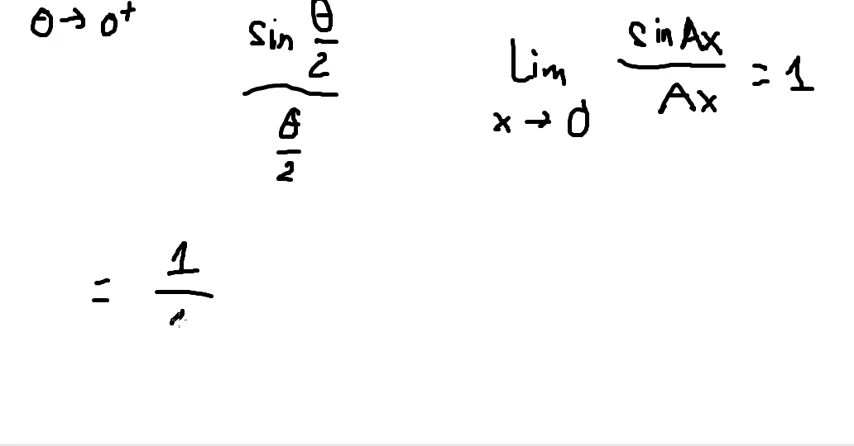 θ → 0⁺ sin θ/2 / θ/2
Lim x → 0 sin Ax / Ax = 1
= 1 /